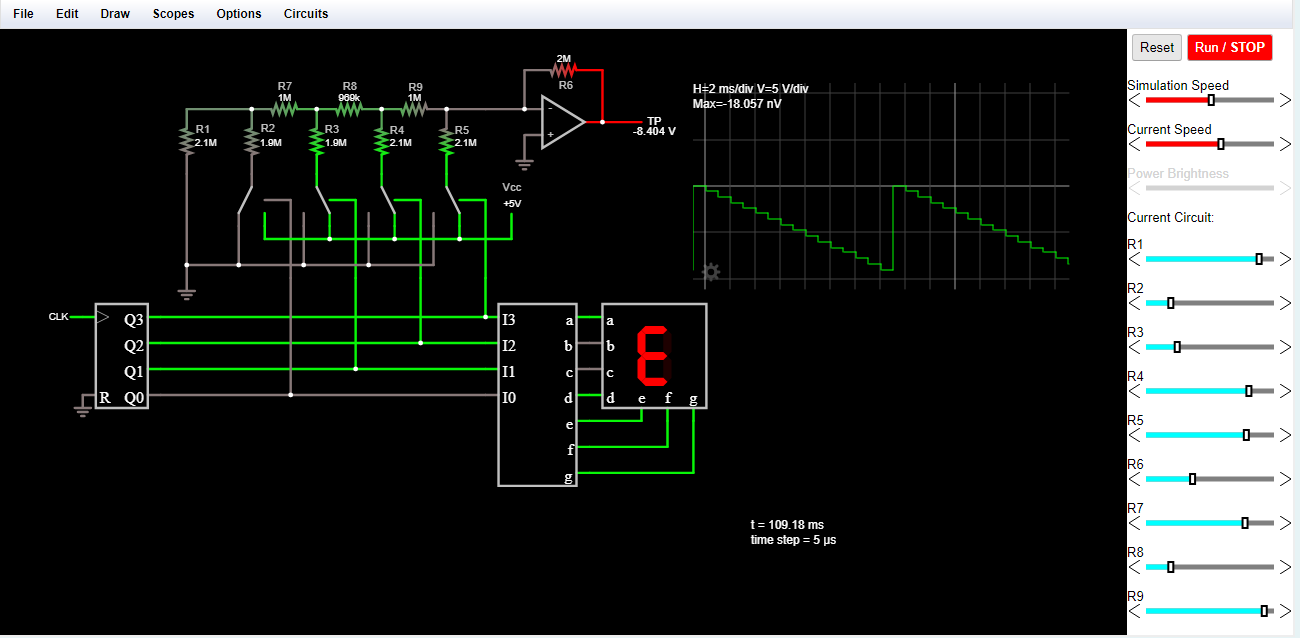 File Edit Draw Scopes Options Circuits
Reset Run / STOP
Simulation Speed
Current Speed
Power Brightness
Current Circuit:
R1
R2
R3
R4
R5
R6
R7
R8
R9
2M
R6
R7
1M
R8
969k
R9
1M
R1
2.1M
R2
1.9M
R3
1.9M
R4
2.1M
R5
2.1M
-
+
TP
-8.404 V
Vcc
+5V
H=2 ms/div V=5 V/div
Max=-18.057 nV
CLK
Q3
Q2
Q1
R Q0
I3 a
I2 b
I1 c
I0 d
e
f
g
a
b
c
d e f g
E
t = 109.18 ms
time step = 5 μs